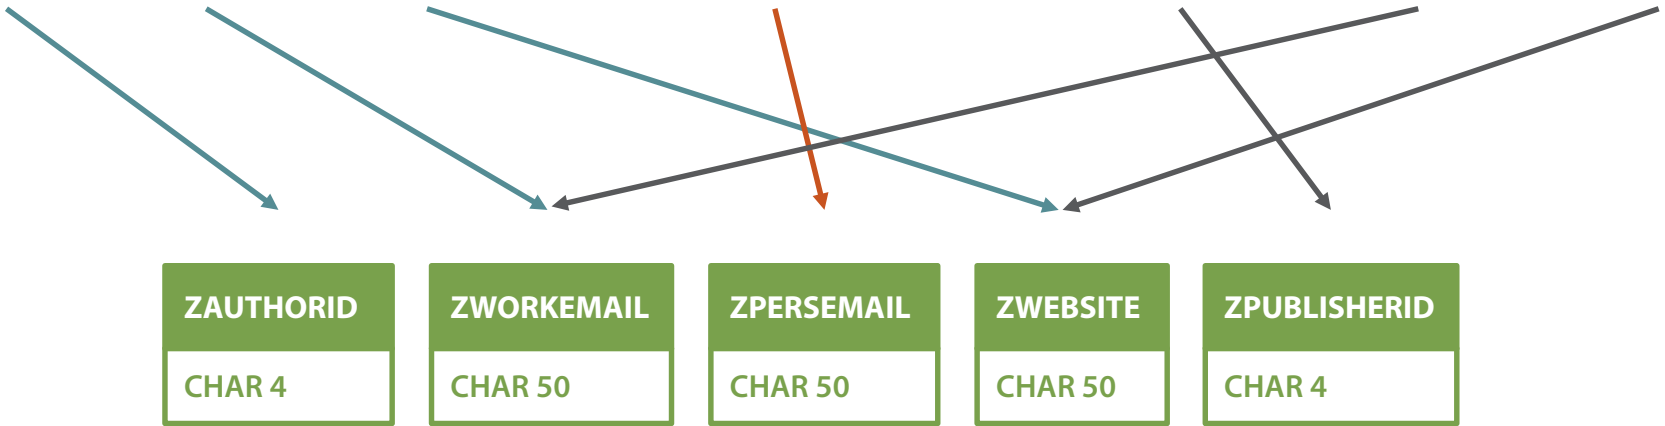 ZAUTHORID ZWORKEMAIL ZPERSEMAIL ZWEBSITE ZPUBLISHERID
CHAR 4 CHAR 50 CHAR 50 CHAR 50 CHAR 4